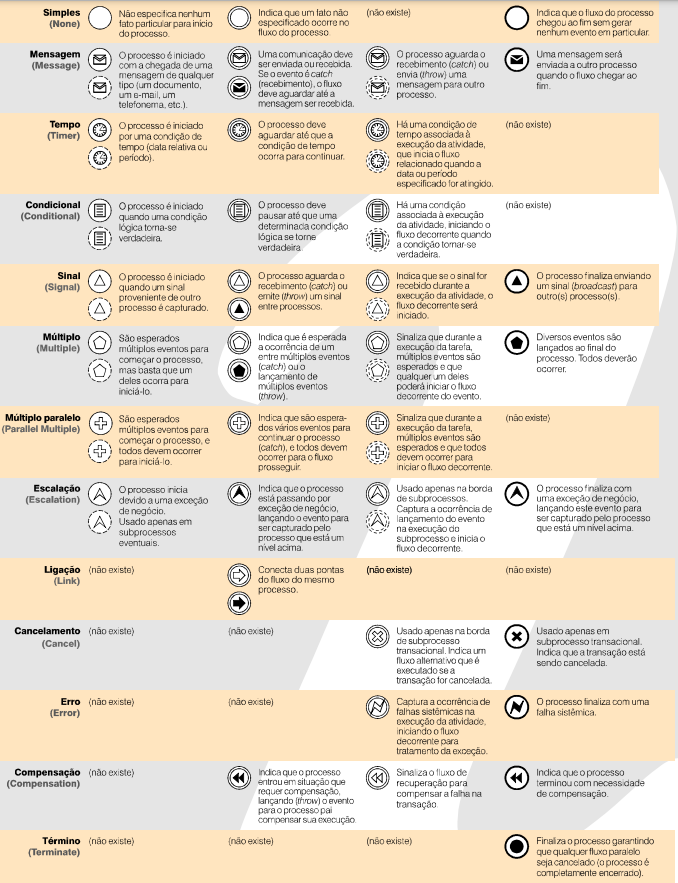 Simples
(None)
Não especifica nenhum
fato particular para início
do processo.
Indica que um fato não
especificado ocorre no
fluxo do processo.
(não existe)
Indica que o fluxo do processo
chegou ao fim sem gerar
nenhum evento em particular.
Mensagem
(Message)
O processo é iniciado
com a chegada de uma
mensagem de qualquer
tipo (um documento,
um e-mail, um
telefonema, etc.).
Uma comunicação deve
ser enviada ou recebida.
Se o evento é catch
(recebimento), o fluxo
deve aguardar até a
mensagem ser recebida.
O processo aguarda o
recebimento (catch) ou
envia (throw) uma
mensagem para outro
processo.
Uma mensagem será
enviada a outro processo
quando o fluxo chegar ao
fim.
Tempo
(Timer)
O processo é iniciado
por uma condição de
tempo (data relativa ou
período).
O processo deve
aguardar até que a
condição de tempo
ocorra para continuar.
Há uma condição de
tempo associada à
execução da atividade,
que inicia o fluxo
relacionado quando a
data ou período
especificado for atingido.
(não existe)
Condicional
(Conditional)
O processo é iniciado
quando uma condição
lógica torna-se
verdadeira.
O processo deve
pausar até que uma
determinada condição
lógica se torne
verdadeira.
Há uma condição
associada à execução
da atividade, iniciando o
fluxo decorrente quando
a condição tornar-se
verdadeira.
(não existe)
Sinal
(Signal)
O processo é iniciado
quando um sinal
proveniente de outro
processo é capturado.
O processo aguarda o
recebimento (catch) ou
emite (throw) um sinal
entre processos.
Indica que se o sinal for
recebido durante a
execução da atividade, o
fluxo decorrente será
iniciado.
O processo finaliza enviando
um sinal (broadcast) para
outro(s) processo(s).
Múltiplo
(Multiple)
São esperados
múltiplos eventos para
começar o processo,
mas basta que um
deles ocorra para
iniciá-lo.
Indica que é esperada
a ocorrência de um
entre múltiplos eventos
(catch) ou o
lançamento de
múltiplos eventos
(throw).
Sinaliza que durante a
execução da tarefa,
múltiplos eventos são
esperados e que
qualquer um deles
poderá iniciar o fluxo
decorrente do evento.
Diversos eventos são
lançados ao final do
processo. Todos deverão
ocorrer.
Múltiplo paralelo
(Parallel Multiple)
São esperados
múltiplos eventos para
começar o processo, e
todos devem ocorrer
para iniciá-lo.
Indica que são espera-
dos vários eventos para
continuar o processo
(catch), e todos devem
ocorrer para o fluxo
prosseguir.
Sinaliza que durante a
execução da tarefa,
múltiplos eventos são
esperados e que todos
devem ocorrer para
iniciar o fluxo decorrente.
(não existe)
Escalação
(Escalation)
O processo inicia
devido a uma exceção
de negócio.
Usado apenas em
subprocessos
eventuais.
Indica que o processo
está passando por
exceção de negócio,
lançando o evento para
ser capturado pelo
processo que está um
nível acima.
Usado apenas na borda
de subprocessos.
Captura a ocorrência de
lançamento do evento
na execução do
subprocesso e inicia o
fluxo decorrente.
O processo finaliza com
uma exceção de negócio,
lançando este evento para
ser capturado pelo processo
que está um nível acima.
Ligação
(Link)
(não existe)
Conecta duas pontas
do fluxo do mesmo
processo.
(não existe)
(não existe)
Cancelamento
(Cancel)
(não existe)
(não existe)
Usado apenas na borda
de subprocesso
transacional. Indica um
fluxo alternativo que é
executado se a
transação for cancelada.
Usado apenas em
subprocesso transacional.
Indica que a transação está
sendo cancelada.
Erro
(Error)
(não existe)
(não existe)
Captura a ocorrência de
falhas sistêmicas na
execução da atividade,
iniciando o fluxo
decorrente para
tratamento da exceção.
O processo finaliza com uma
falha sistêmica.
Compensação
(Compensation)
(não existe)
Indica que o processo
entrou em situação que
requer compensação,
lançando (throw) o evento
para o processo pai
compensar sua execução.
Sinaliza o fluxo de
recuperação para
compensar a falha na
transação.
Indica que o processo
terminou com necessidade
de compensação.
Término
(Terminate)
(não existe)
(não existe)
(não existe)
Finaliza o processo garantindo
que qualquer fluxo paralelo
seja cancelado (o processo é
completamente encerrado).